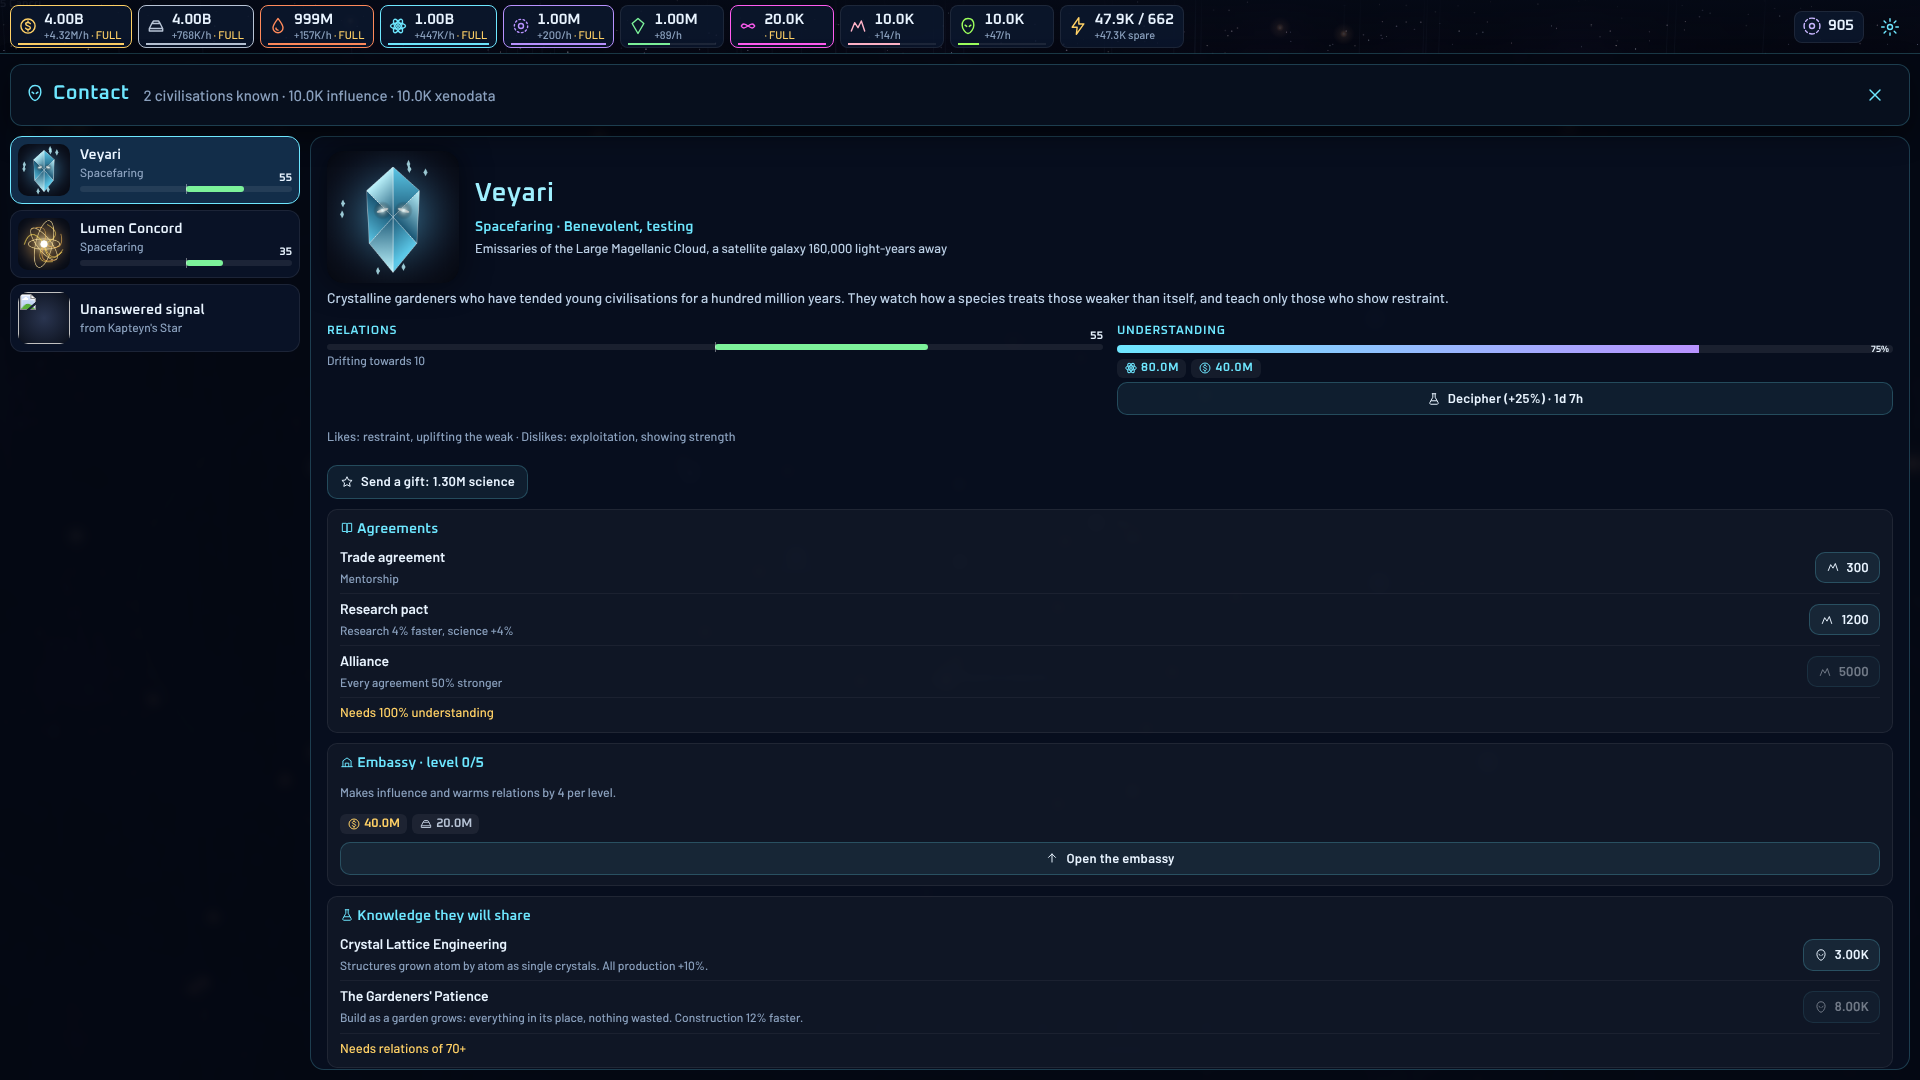 4.00B
+4.32M/h · FULL
4.00B
+768K/h · FULL
999M
+157K/h · FULL
1.00B
+447K/h · FULL
1.00M
+200/h · FULL
1.00M
+89/h
20.0K
· FULL
10.0K
+14/h
10.0K
+47/h
47.9K / 662
+47.3K spare
905
Contact 2 civilisations known · 10.0K influence · 10.0K xenodata
Veyari
Spacefaring
55
Lumen Concord
Spacefaring
35
Unanswered signal
from Kapteyn's Star
Veyari
Spacefaring · Benevolent, testing
Emissaries of the Large Magellanic Cloud, a satellite galaxy 160,000 light-years away
Crystalline gardeners who have tended young civilisations for a hundred million years. They watch how a species treats those weaker than itself, and teach only those who show restraint.
RELATIONS
55
Drifting towards 10
UNDERSTANDING
75%
80.0M 40.0M
Decipher (+25%) · 1d 7h
Likes: restraint, uplifting the weak · Dislikes: exploitation, showing strength
Send a gift: 1.30M science
Agreements
Trade agreement
Mentorship
300
Research pact
Research 4% faster, science +4%
1200
Alliance
Every agreement 50% stronger
5000
Needs 100% understanding
Embassy · level 0/5
Makes influence and warms relations by 4 per level.
40.0M 20.0M
Open the embassy
Knowledge they will share
Crystal Lattice Engineering
Structures grown atom by atom as single crystals. All production +10%.
3.00K
The Gardeners' Patience
Build as a garden grows: everything in its place, nothing wasted. Construction 12% faster.
8.00K
Needs relations of 70+